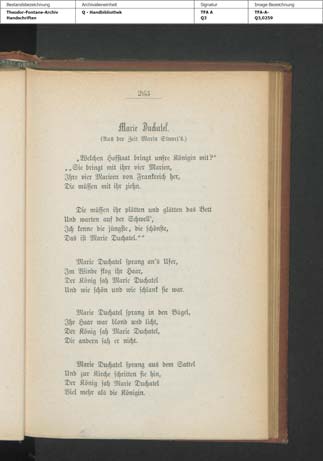 Bestandsbezeichnung Archivalieneinheit Signatur Image Bezeichnung
Theodor-Fontane-Archiv Q - Handbibliothek TFA A TFA-A-
Handschriften Q3 Q3,0259
263
Marie Duchatel.
(Aus der Zeit Maria Stuart's.)
„Welchen Hofstaat bringt unsre Königin mit?“
„„Sie bringt mit ihre vier Marien,
Ihre vier Marieen von Frankreich her,
Die müssen mit ihr ziehn.
Die müssen ihr plätten und glätten das Bett
Und warten auf der Schwell',
Ich kenne die jüngste, die schönste,
Das ist Marie Duchatel.““
Marie Duchatel sprang an's Ufer,
Im Winde flog ihr Haar,
Der König sah Marie Duchatel
Und wie schön und wie schlank sie war.
Marie Duchatel sprang in den Bügel,
Ihr Haar war blond und licht,
Der König sah Marie Duchatel,
Die andern sah er nicht.
Marie Duchatel sprang aus dem Sattel
Und zur Kirche schritten sie hin,
Der König sah Marie Duchatel
Viel mehr als die Königin.